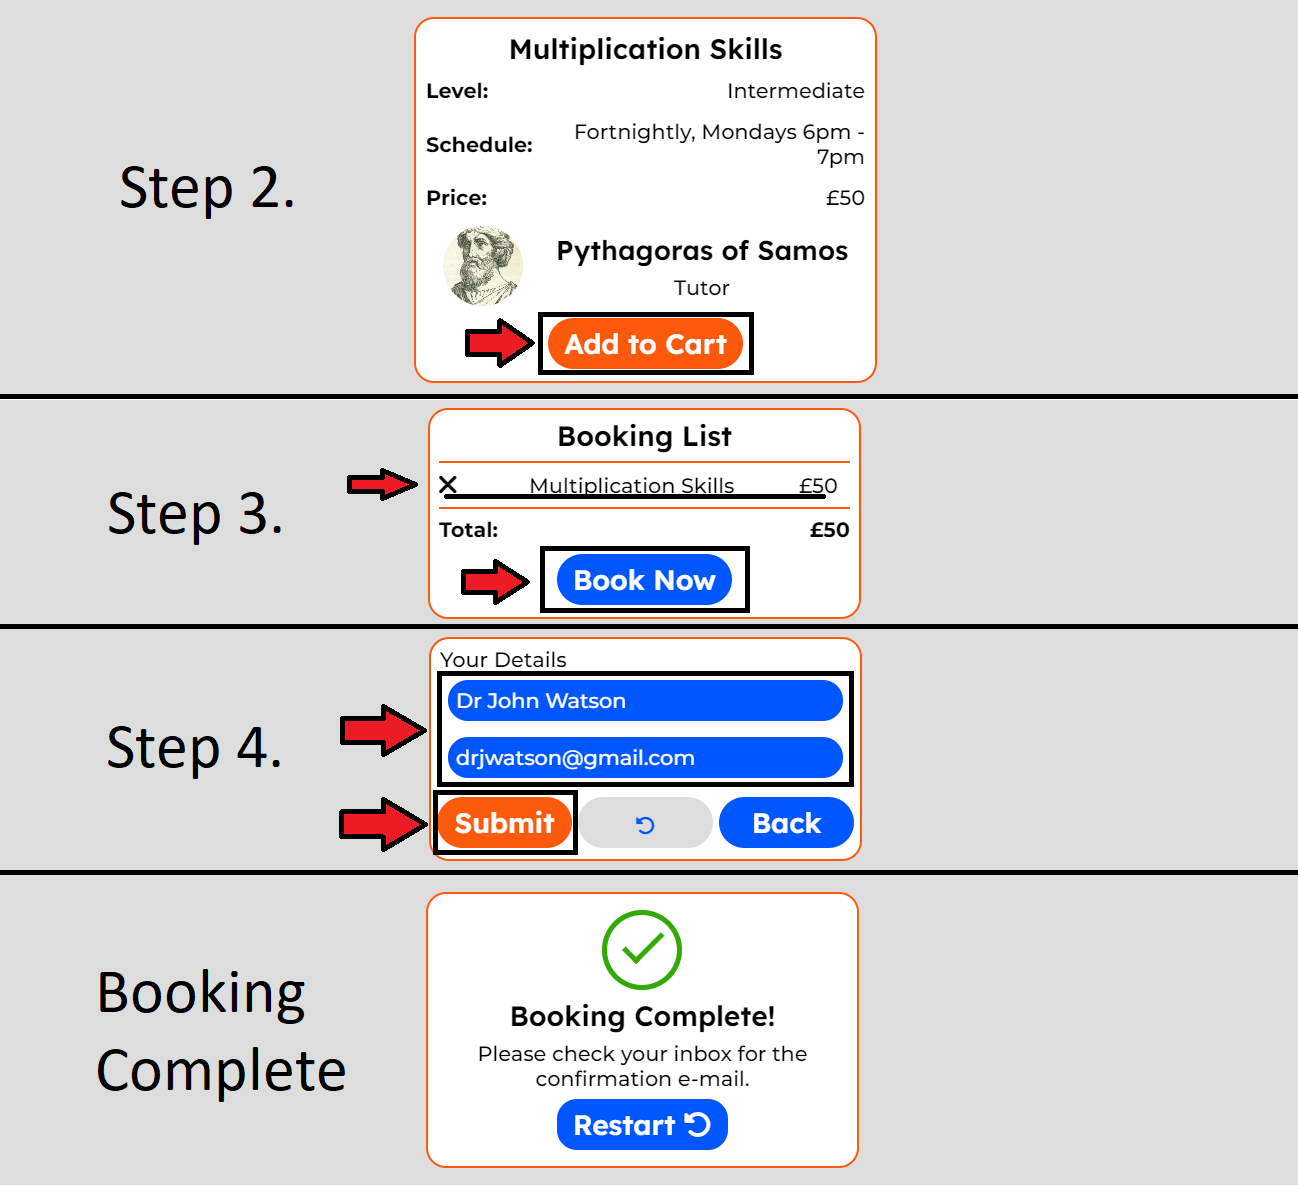 Step 2.
Multiplication Skills
Level: Intermediate
Schedule: Fortnightly, Mondays 6pm -
7pm
Price: £50
Pythagoras of Samos
Tutor
Add to Cart
Step 3.
Booking List
Multiplication Skills £50
Total: £50
Book Now
Step 4.
Your Details
Dr John Watson
drjwatson@gmail.com
Submit Back
Booking
Complete
Booking Complete!
Please check your inbox for the
confirmation e-mail.
Restart